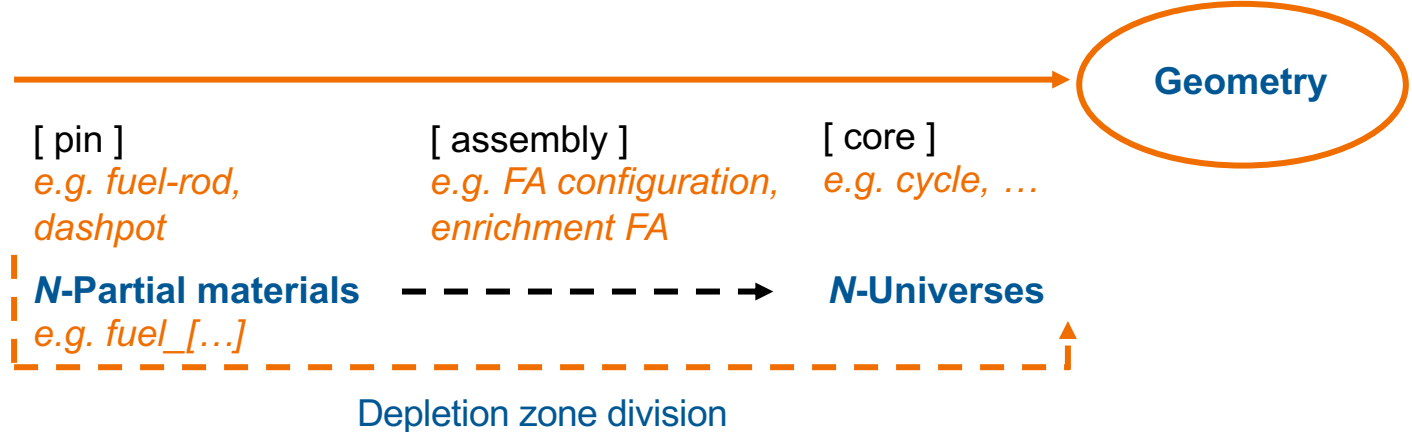 Geometry
[ pin ]
e.g. fuel-rod,
dashpot
[ assembly ]
e.g. FA configuration,
enrichment FA
[ core ]
e.g. cycle, …
N-Partial materials
e.g. fuel_[…]
N-Universes
Depletion zone division